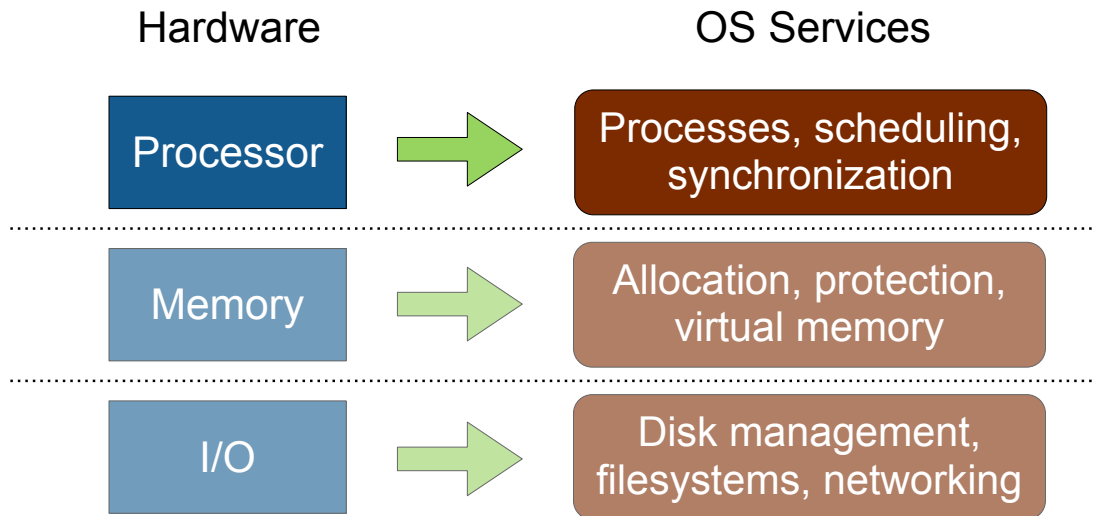 Hardware
OS Services
Processor
Processes, scheduling,
synchronization
Memory
Allocation, protection,
virtual memory
I/O
Disk management,
filesystems, networking